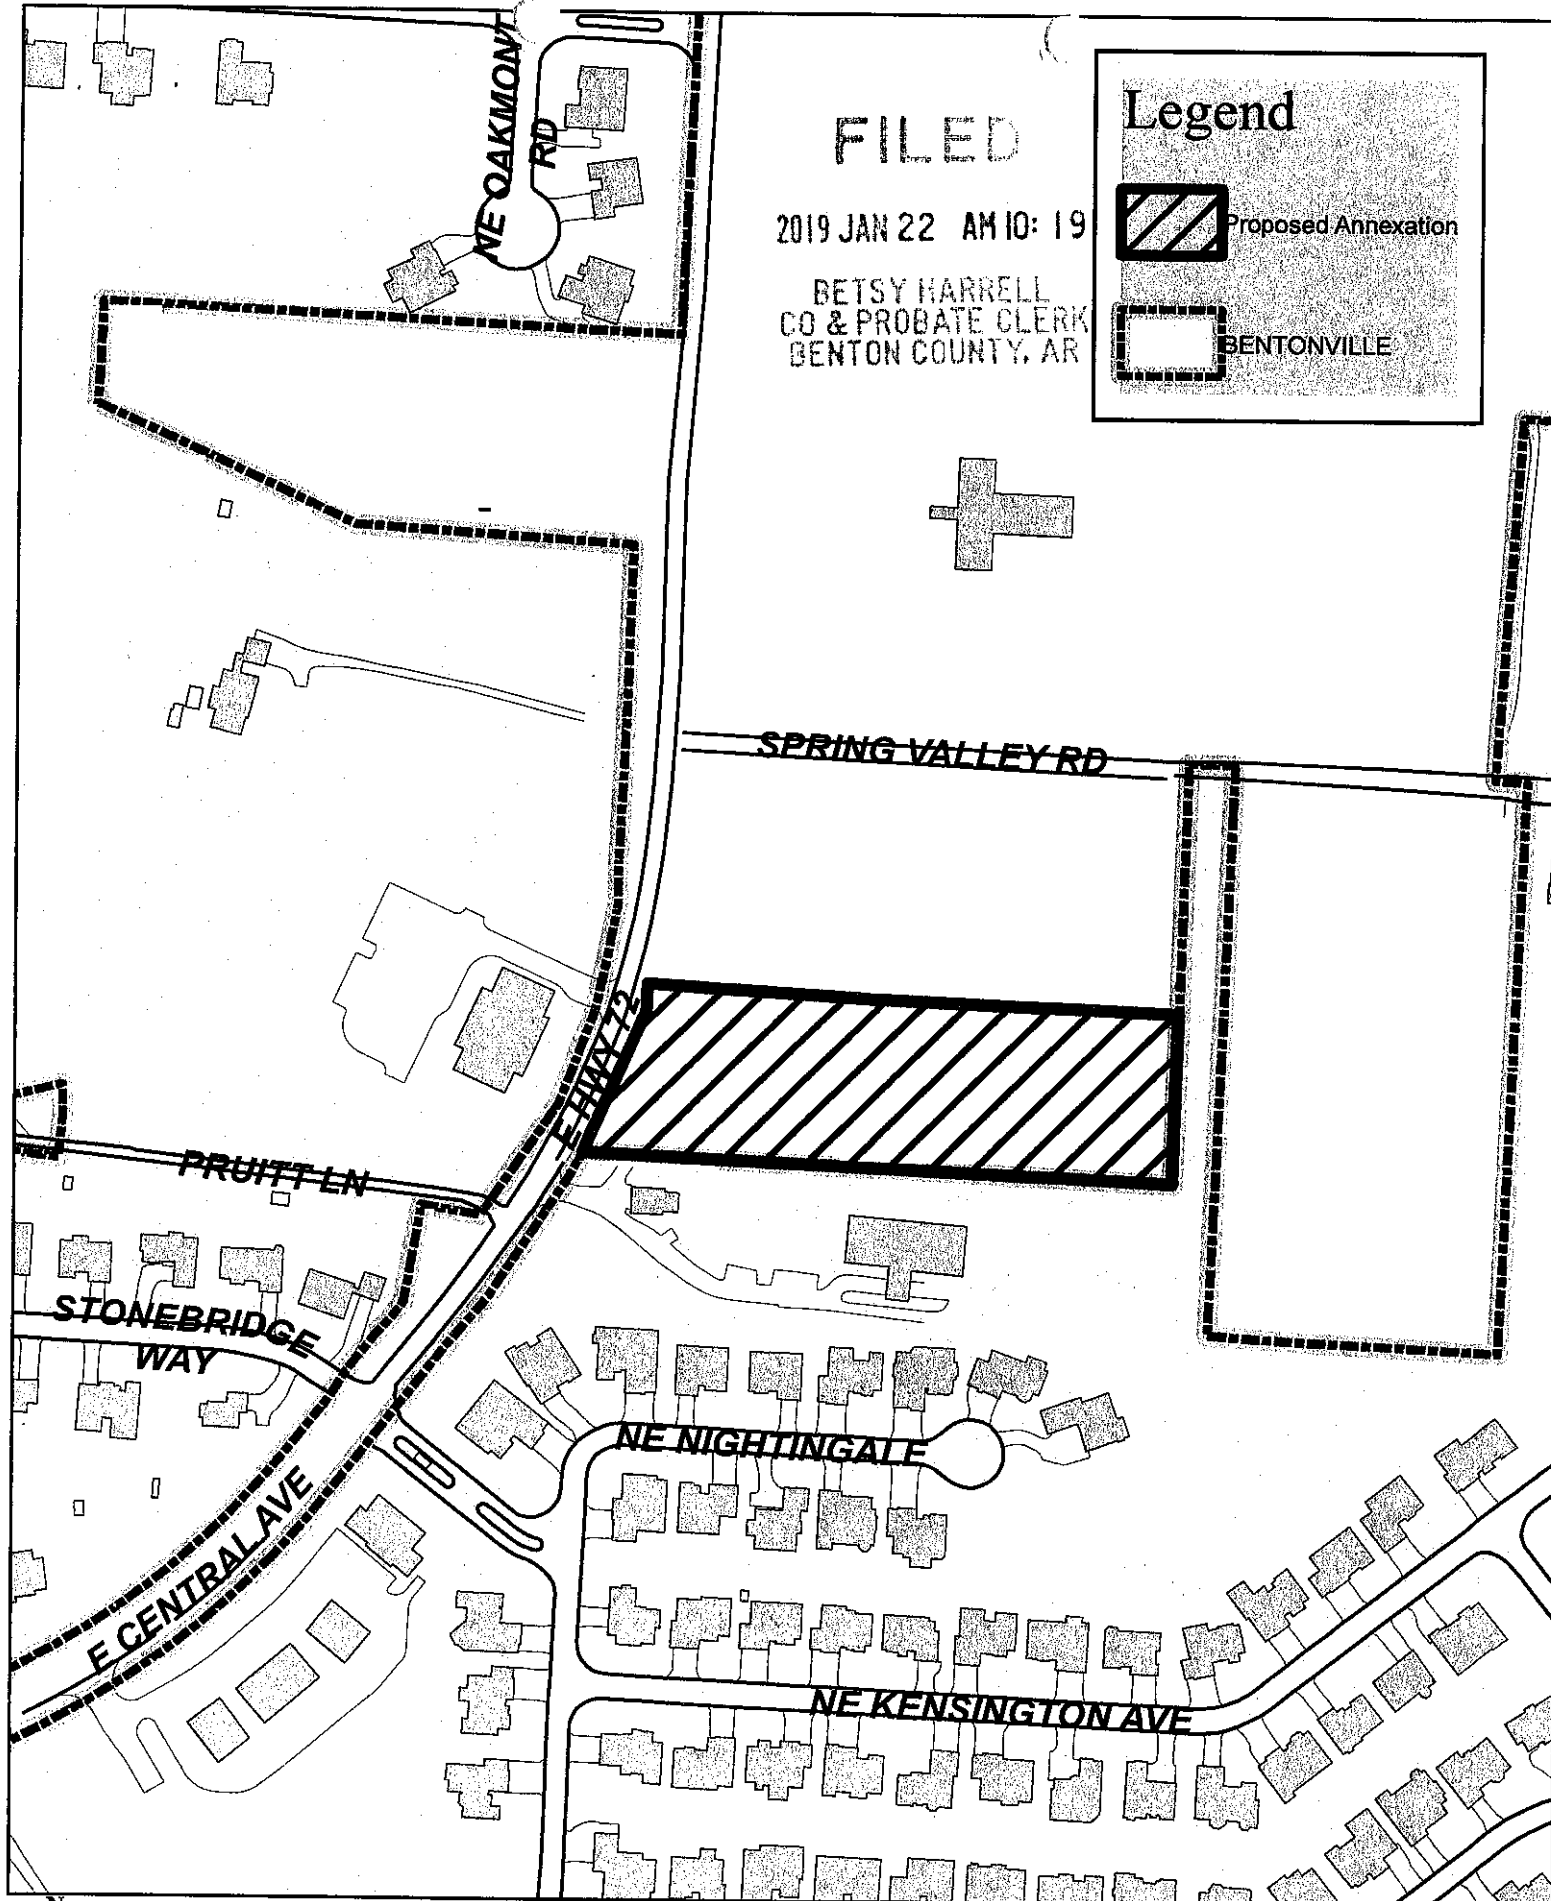 NE OAKMONT
RD
FILED
2019 JAN 22 AM 10: 19
BETSY HARRELL
CO & PROBATE CLERK
BENTON COUNTY, AR
Legend
Proposed Annexation
BENTONVILLE
SPRING VALLEY RD
E HWY 72
PRUITT LN
STONEBRIDGE
WAY
NE NIGHTINGALE
E CENTRAL AVE
NE KENSINGTON AVE